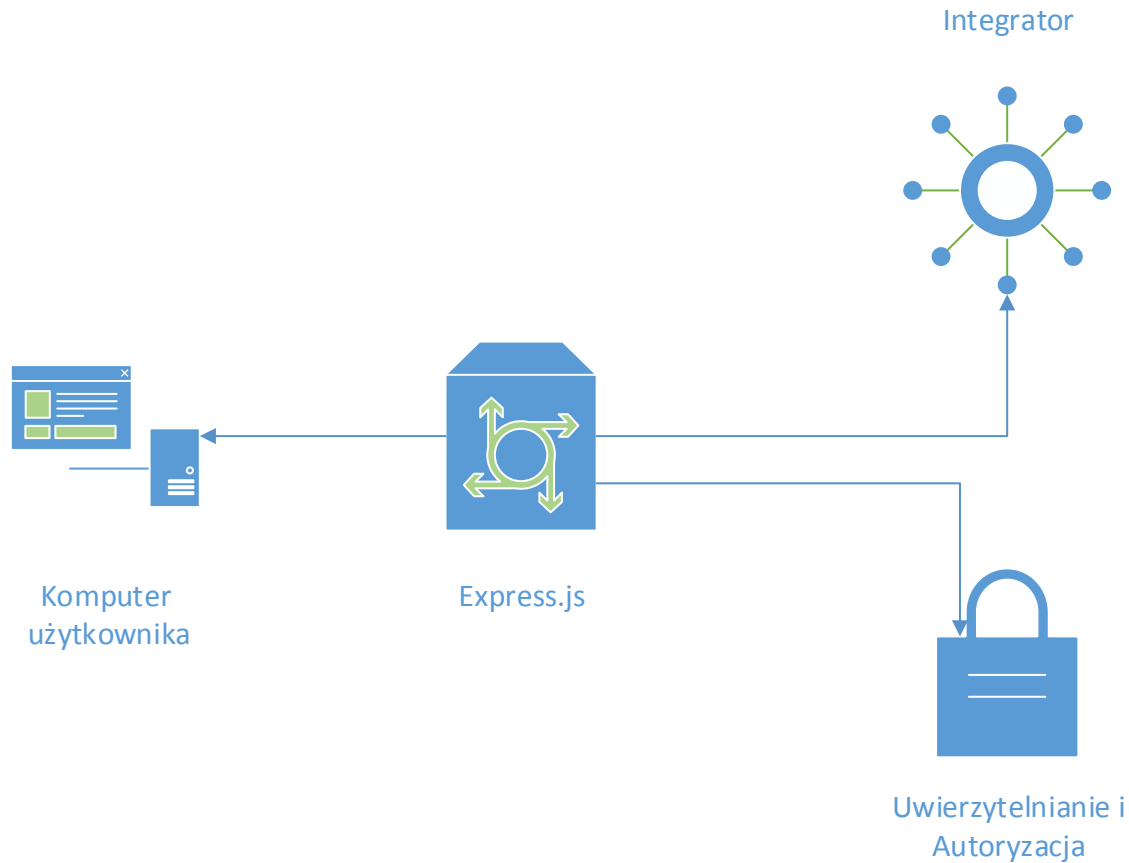 Integrator
Komputer
użytkownika
Express.js
Uwierzytelnianie i
Autoryzacja